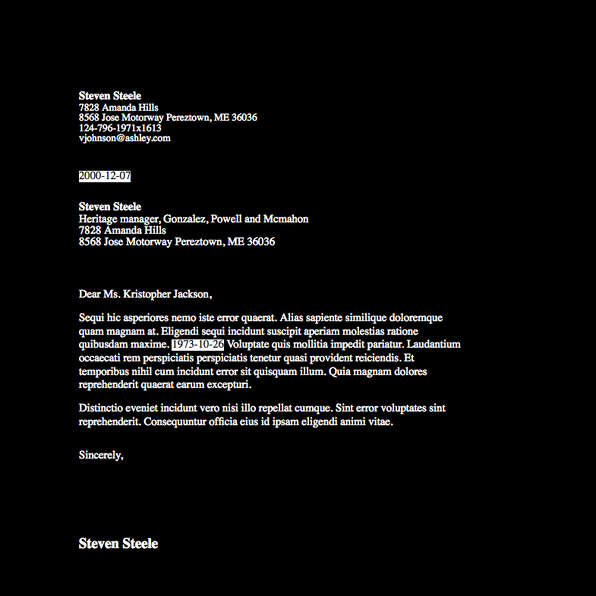 Steven Steele
7828 Amanda Hills
8568 Jose Motorway Pereztown, ME 36036
124-796-1971x1613
vjohnson@ashley.com
2000-12-07
Steven Steele
Heritage manager, Gonzalez, Powell and Mcmahon
7828 Amanda Hills
8568 Jose Motorway Pereztown, ME 36036
Dear Ms. Kristopher Jackson,
Sequi hic asperiores nemo iste error quaerat. Alias sapiente similique doloremque
quam magnam at. Eligendi sequi incidunt suscipit aperiam molestias ratione
quibusdam maxime. 1973-10-26 Voluptate quis mollitia impedit pariatur. Laudantium
occaecati rem perspiciatis perspiciatis tenetur quasi provident reiciendis. Et
temporibus nihil cum incidunt error sit quisquam illum. Quia magnam dolores
reprehenderit quaerat earum excepturi.
Distinctio eveniet incidunt vero nisi illo repellat cumque. Sint error voluptates sint
reprehenderit. Consequuntur officia eius id ipsam eligendi animi vitae.
Sincerely,
Steven Steele